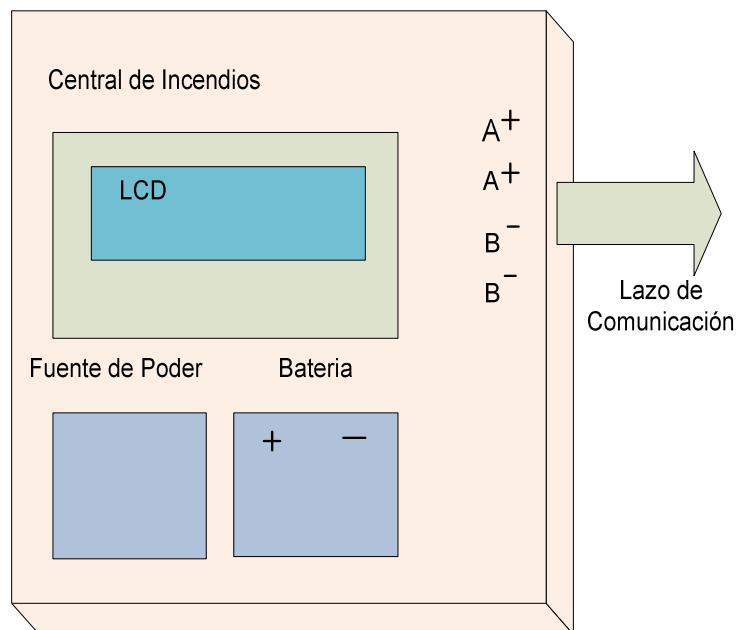 Central de Incendios
LCD
A+
A+
B-
B-
Lazo de
Comunicación
Fuente de Poder
Bateria
+ −